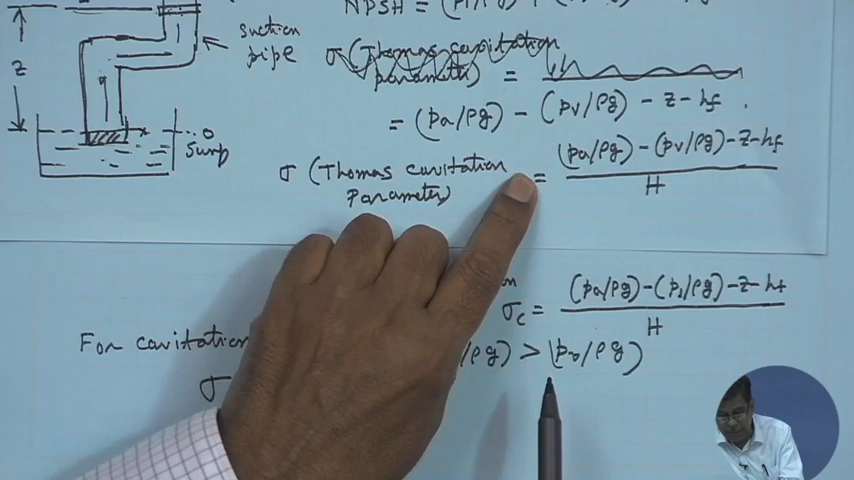 NPSH =
suction
pipe
z
σ (Thomas cavitation
parameter) =
= (pa/ρg) - (pv/ρg) - z - hf .
..o
Sump
σ (Thomas cavitation = (pa/ρg) - (pv/ρg) - z - hf
Parameter) H
σc = (pa/ρg) - (p1/ρg) - z - hf
H
For cavitation /ρg) > (pv/ρg)
σ